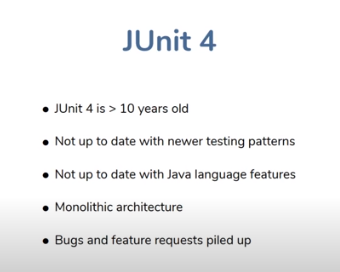 JUnit 4
● JUnit 4 is > 10 years old
● Not up to date with newer testing patterns
● Not up to date with Java language features
● Monolithic architecture
● Bugs and feature requests piled up